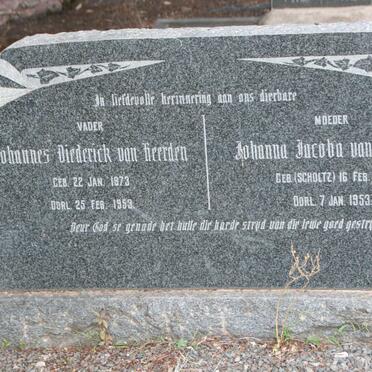 In liefdevolle herinnering aan ons dierbare
VADER
Johannes Diederick van Heerden
GEB. 22 JAN. 1873
OORL. 25 FEB. 1953.
MOEDER
Johanna Jacoba van
GEB. (SCHOLTZ) 16 FEB.
OORL. 7 JAN. 1953
Deur God se genade het hulle die harde stryd van die lewe goed